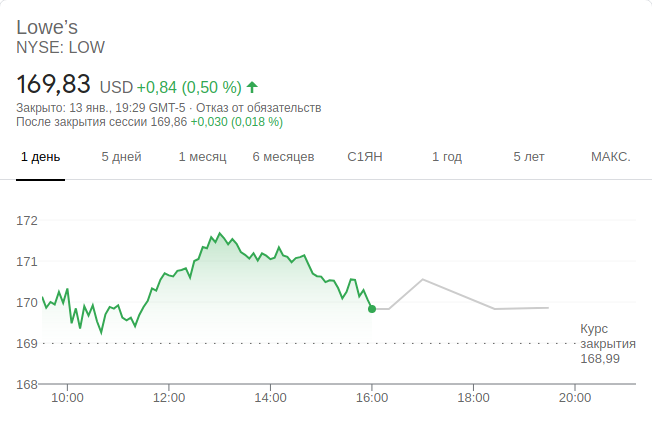 Lowe's
NYSE: LOW
169,83 USD +0,84 (0,50 %)
Закрыто: 13 янв., 19:29 GMT-5 · Отказ от обязательств
После закрытия сессии 169,86 +0,030 (0,018 %)
1 день 5 дней 1 месяц 6 месяцев С1ЯН 1 год 5 лет МАКС.
172
171
170
169
168
Курс
закрытия
168,99
10:00 12:00 14:00 16:00 18:00 20:00